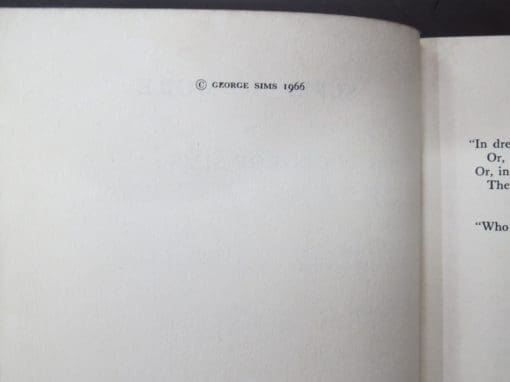 © GEORGE SIMS 1966
"In dre
Or,
Or, in
The
"Who